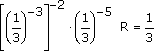 [(1/3)^-3]^-2 · (1/3)^-5 R = 1/3